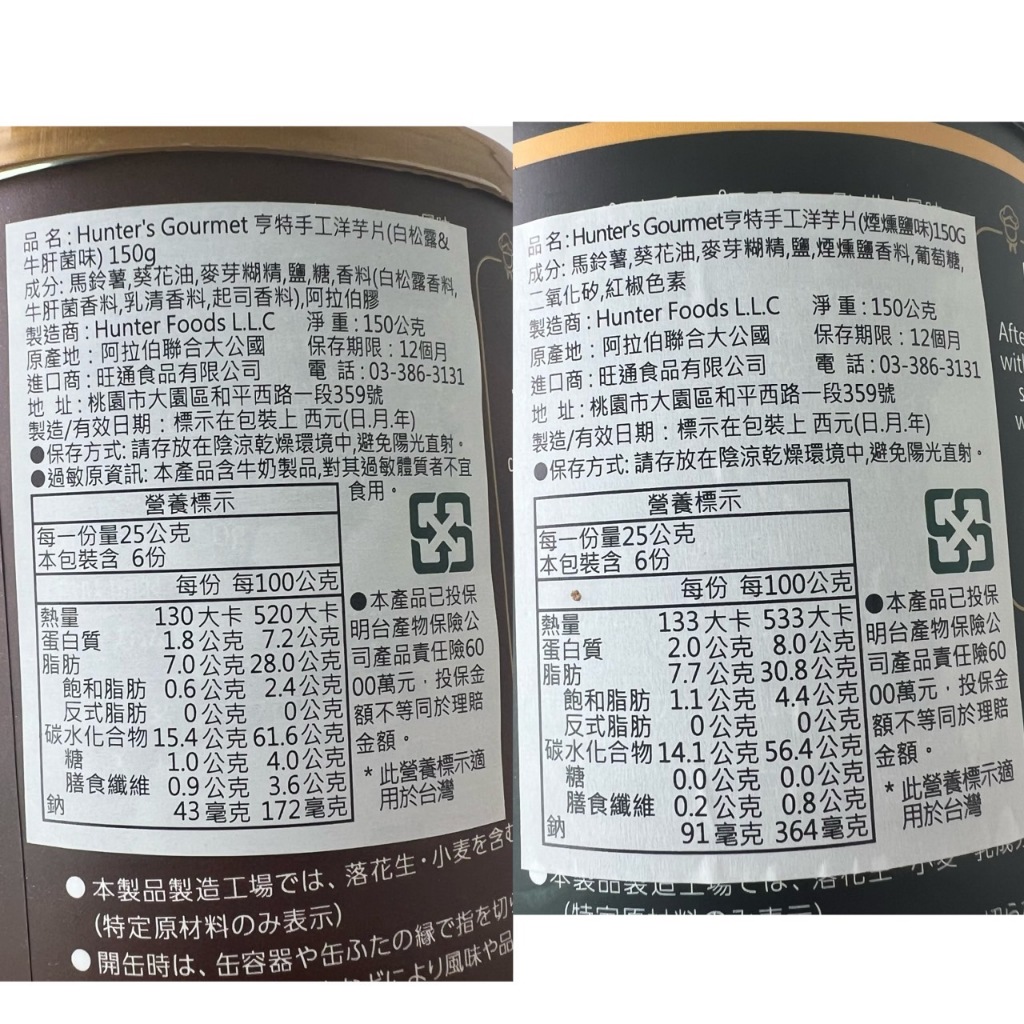 品 名 : Hunter's Gourmet 亨特手工洋芋片(白松露&
牛肝菌味) 150g
成分: 馬鈴薯,葵花油,麥芽糊精,鹽,糖,香料(白松露香料,
牛肝菌香料,乳清香料,起司香料),阿拉伯膠
製造商 : Hunter Foods L.L.C 淨 重 : 150公克
原產地 : 阿拉伯聯合大公國 保存期限 : 12個月
進口商 : 旺通食品有限公司 電 話 : 03-386-3131
地 址 : 桃園市大園區和平西路一段359號
製造/有效日期 : 標示在包裝上 西元(日.月.年)
●保存方式: 請存放在陰涼乾燥環境中,避免陽光直射。
●過敏原資訊: 本產品含牛奶製品,對其過敏體質者不宜
食用。
營養標示
每一份量25公克
本包裝含 6份
每份 每100公克
熱量 130 大卡 520 大卡
蛋白質 1.8 公克 7.2 公克
脂肪 7.0 公克 28.0 公克
飽和脂肪 0.6 公克 2.4 公克
反式脂肪 0 公克 0 公克
碳水化合物 15.4 公克 61.6 公克
糖 1.0 公克 4.0 公克
膳食纖維 0.9 公克 3.6 公克
鈉 43 毫克 172 毫克
●本產品已投保
明台產物保險公
司產品責任險60
00萬元，投保金
額不等同於理賠
金額。
* 此營養標示適
用於台灣
●本製品製造工場では、落花生・小麦を含む
(特定原材料のみ表示)
●開缶時は、缶容器や缶ふたの縁で指を切
により風味や品
品 名 : Hunter's Gourmet亨特手工洋芋片(煙燻鹽味)150G
成分: 馬鈴薯,葵花油,麥芽糊精,鹽,煙燻鹽香料,葡萄糖,
二氧化矽,紅椒色素
製造商 : Hunter Foods L.L.C 淨 重 : 150公克
原產地 : 阿拉伯聯合大公國 保存期限 : 12個月
進口商 : 旺通食品有限公司 電 話 : 03-386-3131
地 址 : 桃園市大園區和平西路一段359號
製造/有效日期 : 標示在包裝上 西元(日.月.年)
●保存方式: 請存放在陰涼乾燥環境中,避免陽光直射。
營養標示
每一份量25公克
本包裝含 6份
每份 每100公克
熱量 133 大卡 533 大卡
蛋白質 2.0 公克 8.0 公克
脂肪 7.7 公克 30.8 公克
飽和脂肪 1.1 公克 4.4 公克
反式脂肪 0 公克 0 公克
碳水化合物 14.1 公克 56.4 公克
糖 0.0 公克 0.0 公克
膳食纖維 0.2 公克 0.8 公克
鈉 91 毫克 364 毫克
●本產品已投保
明台產物保險公
司產品責任險60
00萬元，投保金
額不等同於理賠
金額。
* 此營養標示適
用於台灣
Afte
with
●本製品製造工場では、落花生・小麦